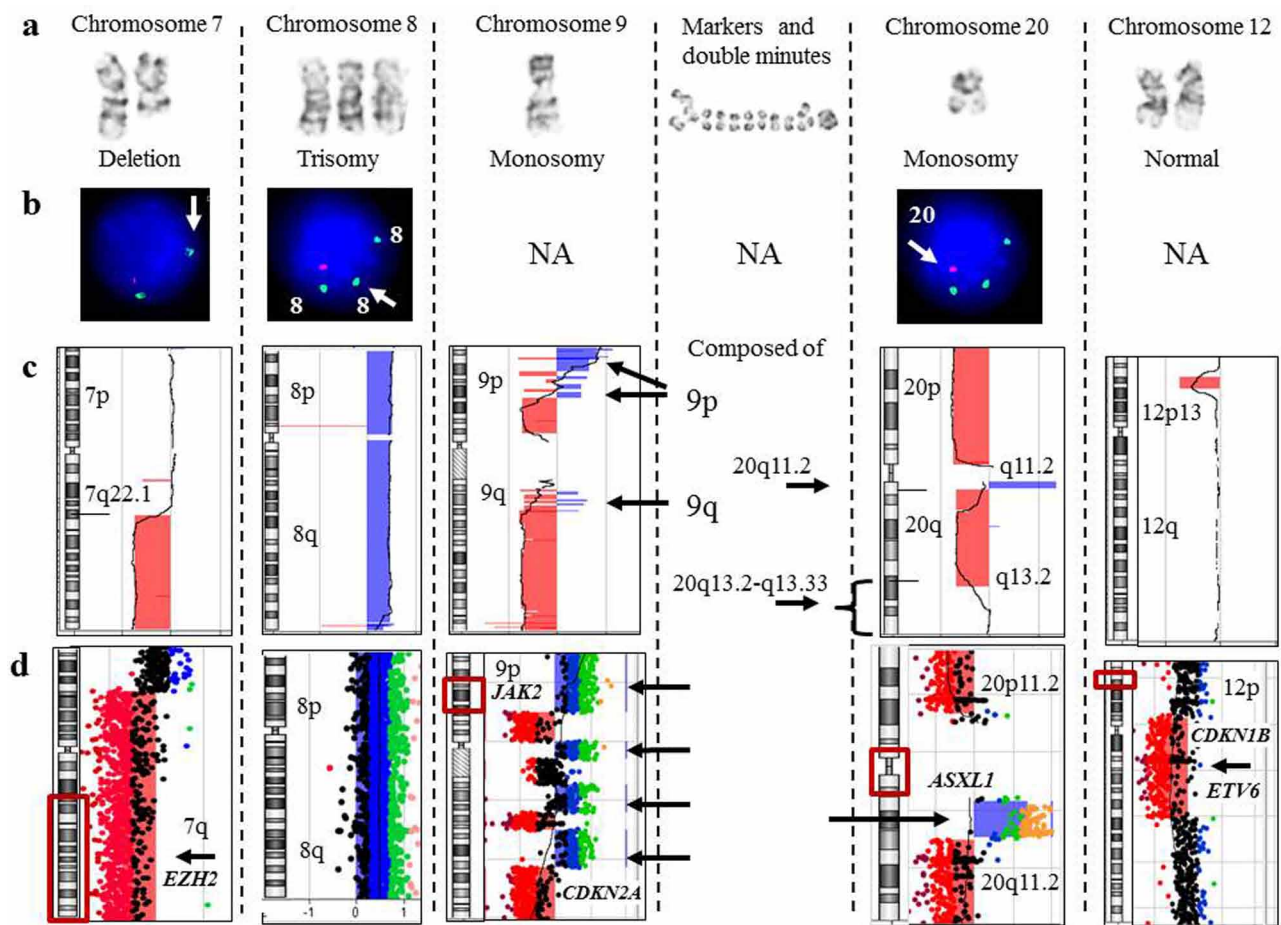 a
Chromosome 7
Chromosome 8
Chromosome 9
Markers and
double minutes
Chromosome 20
Chromosome 12
Deletion
Trisomy
Monosomy
Monosomy
Normal
b
8
8
8
NA
NA
20
NA
c
7p
7q22.1
8p
8q
9p
9q
Composed of
9p
20q11.2
9q
20q13.2-q13.33
20p
q11.2
20q
q13.2
12p13
12q
d
7q
EZH2
8p
8q
-1
0
1
9p
JAK2
CDKN2A
20p11.2
ASXL1
20q11.2
12p
CDKN1B
ETV6